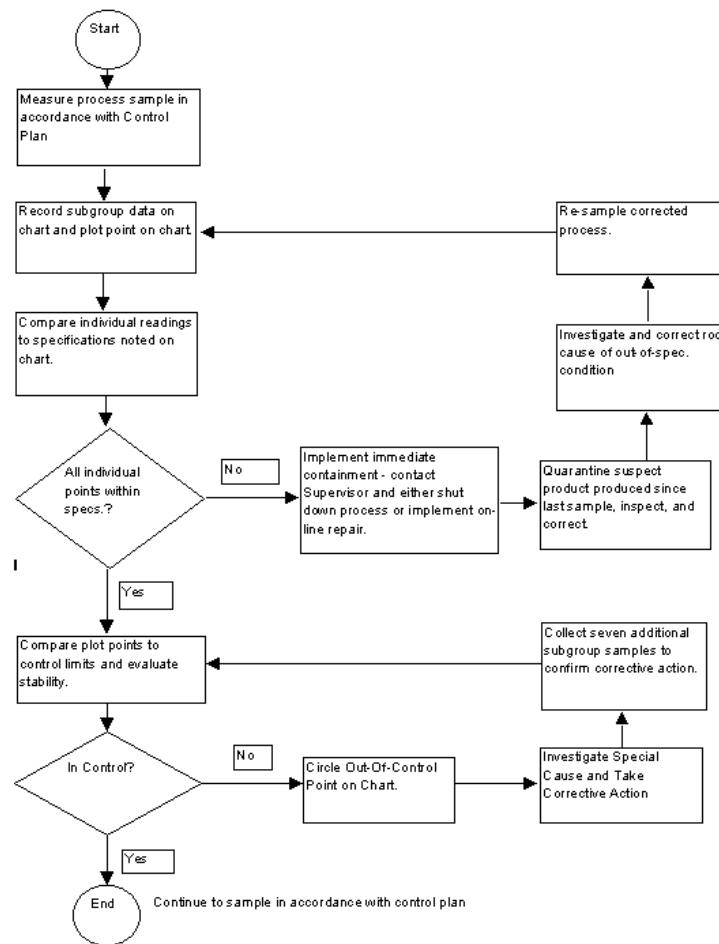 Start
Measure process sample in
accordance with Control
Plan
Record subgroup data on
chart and plot point on chart.
Re-sample corrected
process.
Compare individual readings
to specifications noted on
chart.
Investigate and correct roo
cause of out-of-spec.
condition
All individual
points within
specs.?
No
Implement immediate
containment - contact
Supervisor and either shut
down process or implement on-
line repair.
Quarantine suspect
product produced since
last sample, inspect, and
correct.
Yes
Compare plot points to
control limits and evaluate
stability.
Collect seven additional
subgroup samples to
confirm corrective action.
In Control?
No
Circle Out-Of-Control
Point on Chart.
Investigate Special
Cause and Take
Corrective Action
Yes
End
Continue to sample in accordance with control plan